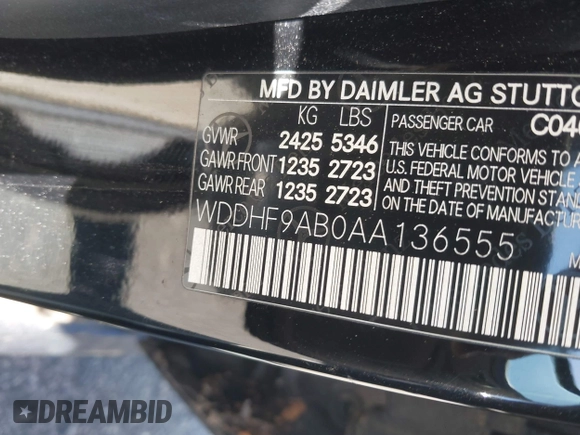 MFD BY DAIMLER AG
KG LBS
GVWR 2425 5346
GAWR FRONT 1235 2723
GAWR REAR 1235 2723
PASSENGER CAR
THIS VEHICLE CONFORMS TO
U.S. FEDERAL MOTOR VEHICLE
AND THEFT PREVENTION
ON THE DATE OF MANUFAC
WDDHF9AB0AA136555
DREAMBID